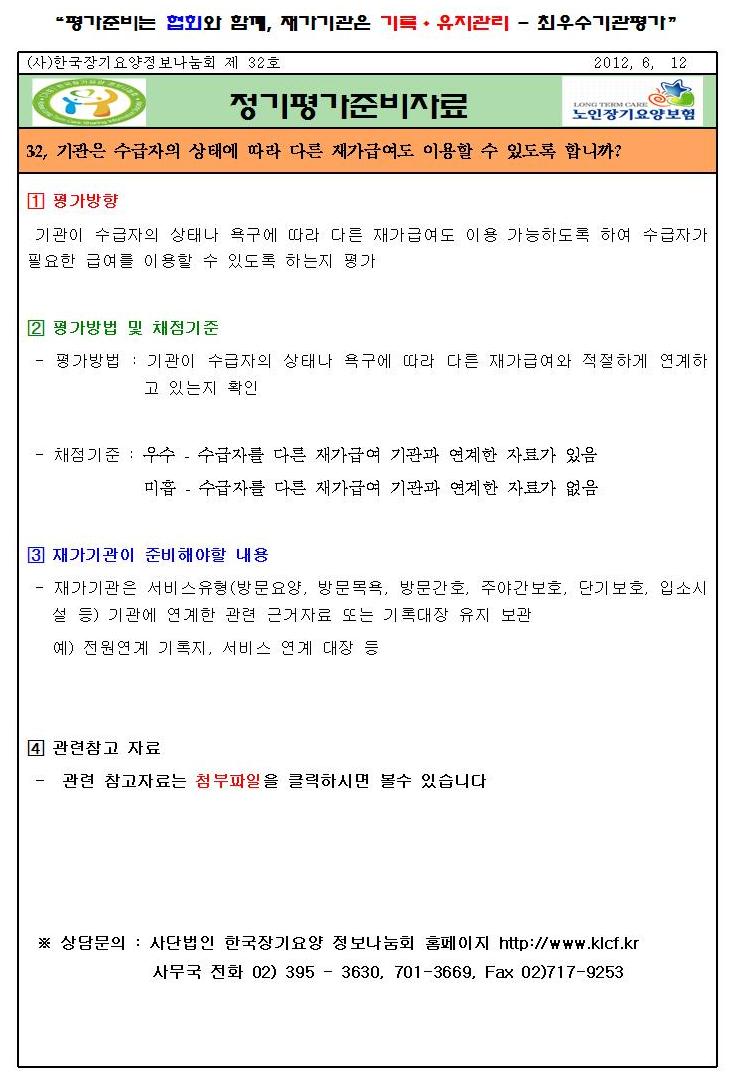 “평가준비는 협회와 함께, 재가기관은 기록·유지관리 - 최우수기관평가”
(사)한국장기요양정보나눔회 제 32호 2012, 6, 12
정기평가준비자료
LONG TERM CARE
노인장기요양보험
32, 기관은 수급자의 상태에 따라 다른 재가급여도 이용할 수 있도록 합니까?
1 평가방향
기관이 수급자의 상태나 욕구에 따라 다른 재가급여도 이용 가능하도록 하여 수급자가
필요한 급여를 이용할 수 있도록 하는지 평가
2 평가방법 및 채점기준
- 평가방법 : 기관이 수급자의 상태나 욕구에 따라 다른 재가급여와 적절하게 연계하
고 있는지 확인
- 채점기준 : 우수 - 수급자를 다른 재가급여 기관과 연계한 자료가 있음
미흡 - 수급자를 다른 재가급여 기관과 연계한 자료가 없음
3 재가기관이 준비해야할 내용
- 재가기관은 서비스유형(방문요양, 방문목욕, 방문간호, 주야간보호, 단기보호, 입소시
설 등) 기관에 연계한 관련 근거자료 또는 기록대장 유지 보관
예) 전원연계 기록지, 서비스 연계 대장 등
4 관련참고 자료
- 관련 참고자료는 첨부파일을 클릭하시면 볼수 있습니다
※ 상담문의 : 사단법인 한국장기요양 정보나눔회 홈페이지 http://www.klcf.kr
사무국 전화 02) 395 - 3630, 701-3669, Fax 02)717-9253